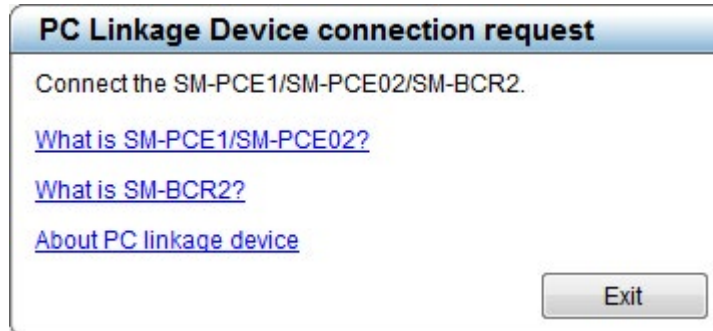 PC Linkage Device connection request
Connect the SM-PCE1/SM-PCE02/SM-BCR2.
What is SM-PCE1/SM-PCE02?
What is SM-BCR2?
About PC linkage device
Exit